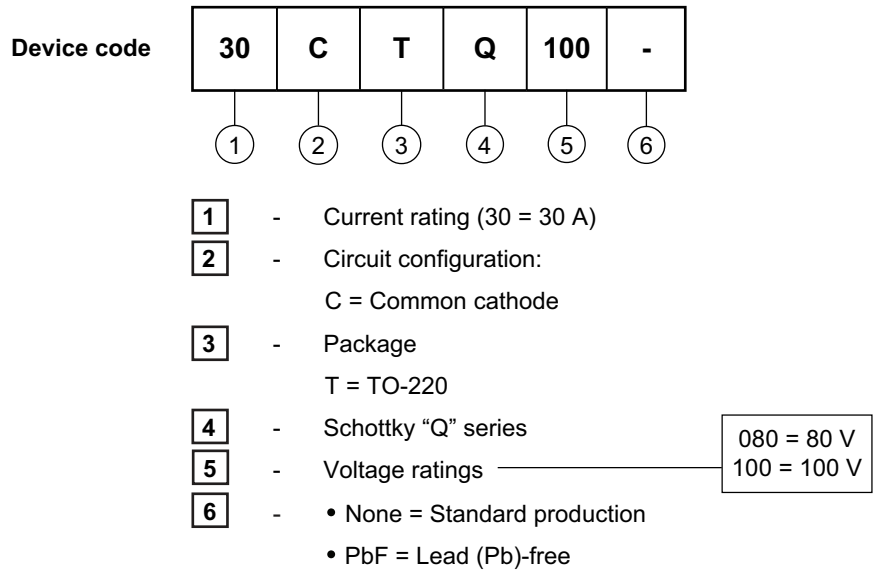 Device code 30 C T Q 100 -
1 2 3 4 5 6
1 - Current rating (30 = 30 A)
2 - Circuit configuration:
C = Common cathode
3 - Package
T = TO-220
4 - Schottky “Q” series
5 - Voltage ratings
080 = 80 V
100 = 100 V
6 - • None = Standard production
• PbF = Lead (Pb)-free